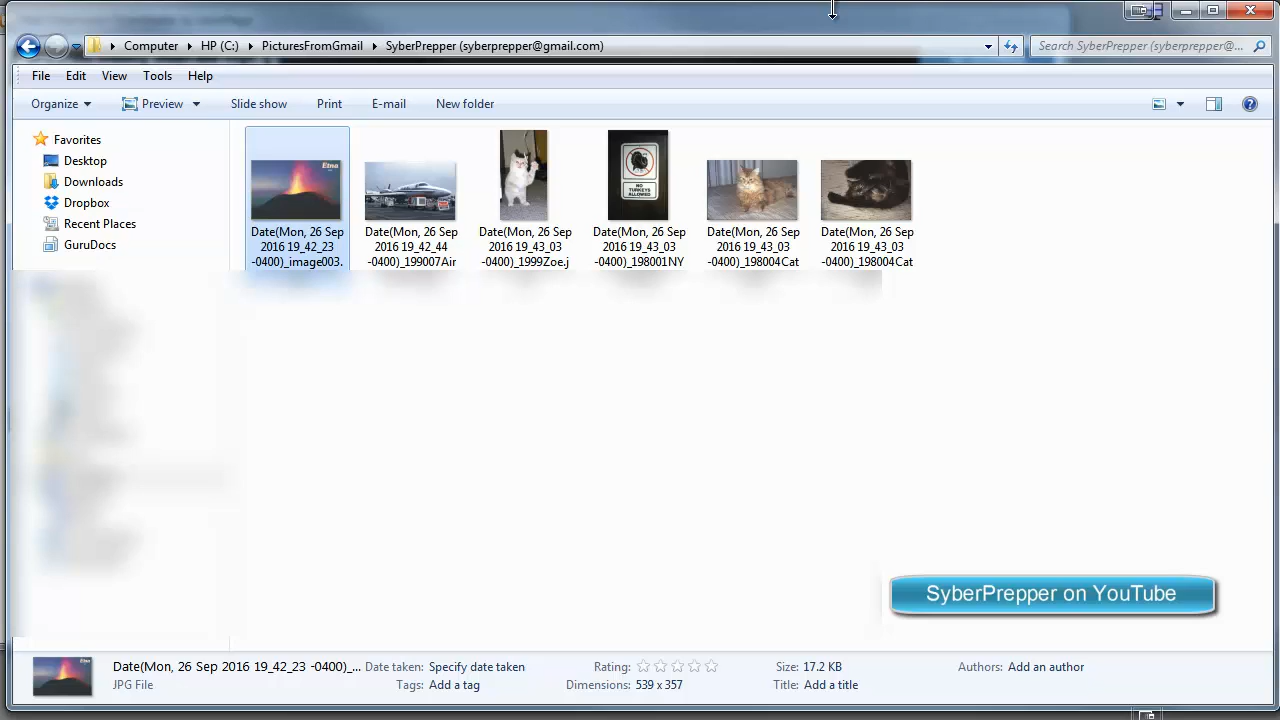 Computer HP (C:) PicturesFromGmail SyberPrepper (syberprepper@gmail.com)
Search SyberPrepper (syberprepper@...
File Edit View Tools Help
Organize Preview Slide show Print E-mail New folder
Favorites
Desktop
Downloads
Dropbox
Recent Places
GuruDocs
Etna
Date(Mon, 26 Sep
2016 19_42_23
-0400)_image003.
Date(Mon, 26 Sep
2016 19_42_44
-0400)_199007Air
Date(Mon, 26 Sep
2016 19_43_03
-0400)_1999Zoe.j
NO
TURKEYS
ALLOWED
Date(Mon, 26 Sep
2016 19_43_03
-0400)_198001NY
Date(Mon, 26 Sep
2016 19_43_03
-0400)_198004Cat
Date(Mon, 26 Sep
2016 19_43_03
-0400)_198004Cat
SyberPrepper on YouTube
Date(Mon, 26 Sep 2016 19_42_23 -0400)_... Date taken: Specify date taken Rating: Size: 17.2 KB Authors: Add an author
JPG File Tags: Add a tag Dimensions: 539 x 357 Title: Add a title